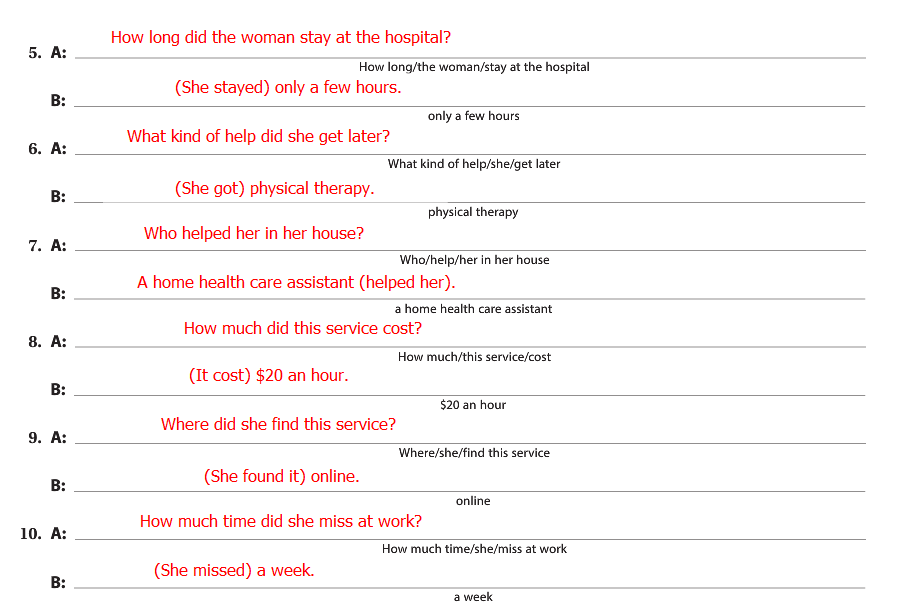 How long did the woman stay at the hospital?
5. A:
How long/the woman/stay at the hospital
(She stayed) only a few hours.
B:
only a few hours
What kind of help did she get later?
6. A:
What kind of help/she/get later
(She got) physical therapy.
B:
physical therapy
Who helped her in her house?
7. A:
Who/help/her in her house
A home health care assistant (helped her).
B:
a home health care assistant
How much did this service cost?
8. A:
How much/this service/cost
(It cost) $20 an hour.
B:
$20 an hour
Where did she find this service?
9. A:
Where/she/find this service
(She found it) online.
B:
online
How much time did she miss at work?
10. A:
How much time/she/miss at work
(She missed) a week.
B:
a week